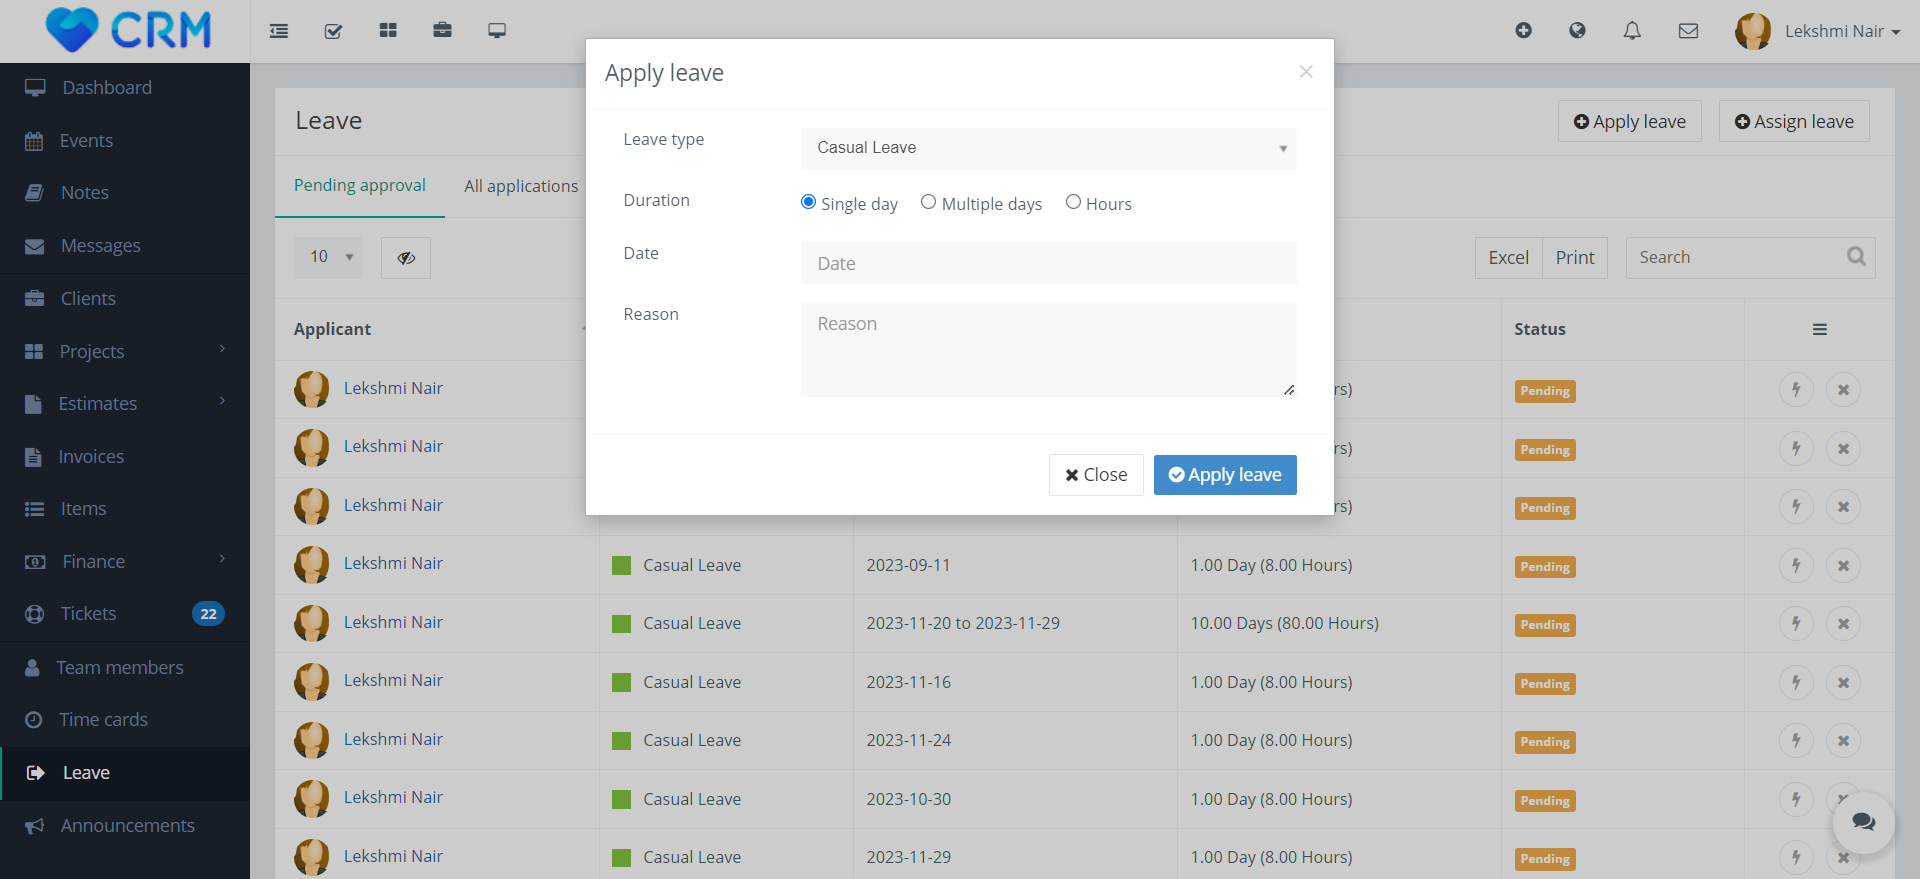 CRM
Lekshmi Nair
Dashboard
Events
Notes
Messages
Clients
Projects
Estimates
Invoices
Items
Finance
Tickets 22
Team members
Time cards
Leave
Announcements
Leave
Apply leave
Assign leave
Pending approval All applications
10
Excel Print Search
Applicant Status
Lekshmi Nair rs) Pending
Lekshmi Nair rs) Pending
Lekshmi Nair rs) Pending
Lekshmi Nair Casual Leave 2023-09-11 1.00 Day (8.00 Hours) Pending
Lekshmi Nair Casual Leave 2023-11-20 to 2023-11-29 10.00 Days (80.00 Hours) Pending
Lekshmi Nair Casual Leave 2023-11-16 1.00 Day (8.00 Hours) Pending
Lekshmi Nair Casual Leave 2023-11-24 1.00 Day (8.00 Hours) Pending
Lekshmi Nair Casual Leave 2023-10-30 1.00 Day (8.00 Hours) Pending
Lekshmi Nair Casual Leave 2023-11-29 1.00 Day (8.00 Hours) Pending
Apply leave
Leave type Casual Leave
Duration Single day Multiple days Hours
Date Date
Reason Reason
Close Apply leave